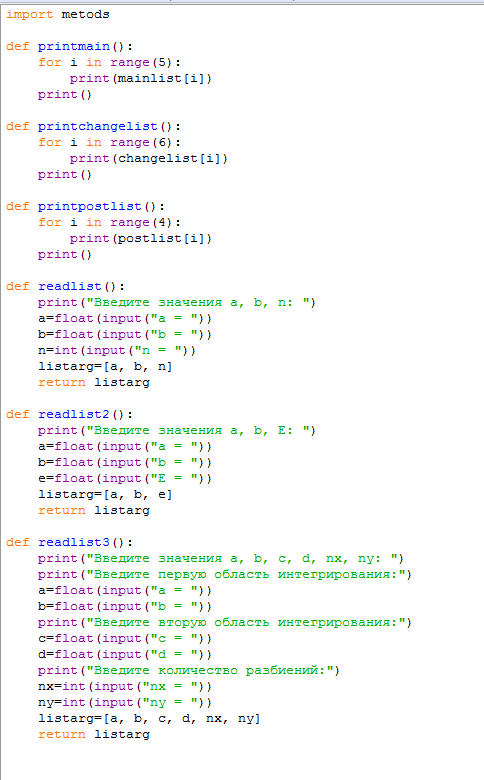 import metods

def printmain():
    for i in range(5):
        print(mainlist[i])
    print()

def printchangelist():
    for i in range(6):
        print(changelist[i])
    print()

def printpostlist():
    for i in range(4):
        print(postlist[i])
    print()

def readlist():
    print("Введите значения a, b, n: ")
    a=float(input("a = "))
    b=float(input("b = "))
    n=int(input("n = "))
    listarg=[a, b, n]
    return listarg

def readlist2():
    print("Введите значения a, b, E: ")
    a=float(input("a = "))
    b=float(input("b = "))
    e=float(input("E = "))
    listarg=[a, b, e]
    return listarg

def readlist3():
    print("Введите значения a, b, c, d, nx, ny: ")
    print("Введите первую область интегрирования:")
    a=float(input("a = "))
    b=float(input("b = "))
    print("Введите вторую область интегрирования:")
    c=float(input("c = "))
    d=float(input("d = "))
    print("Введите количество разбиений:")
    nx=int(input("nx = "))
    ny=int(input("ny = "))
    listarg=[a, b, c, d, nx, ny]
    return listarg